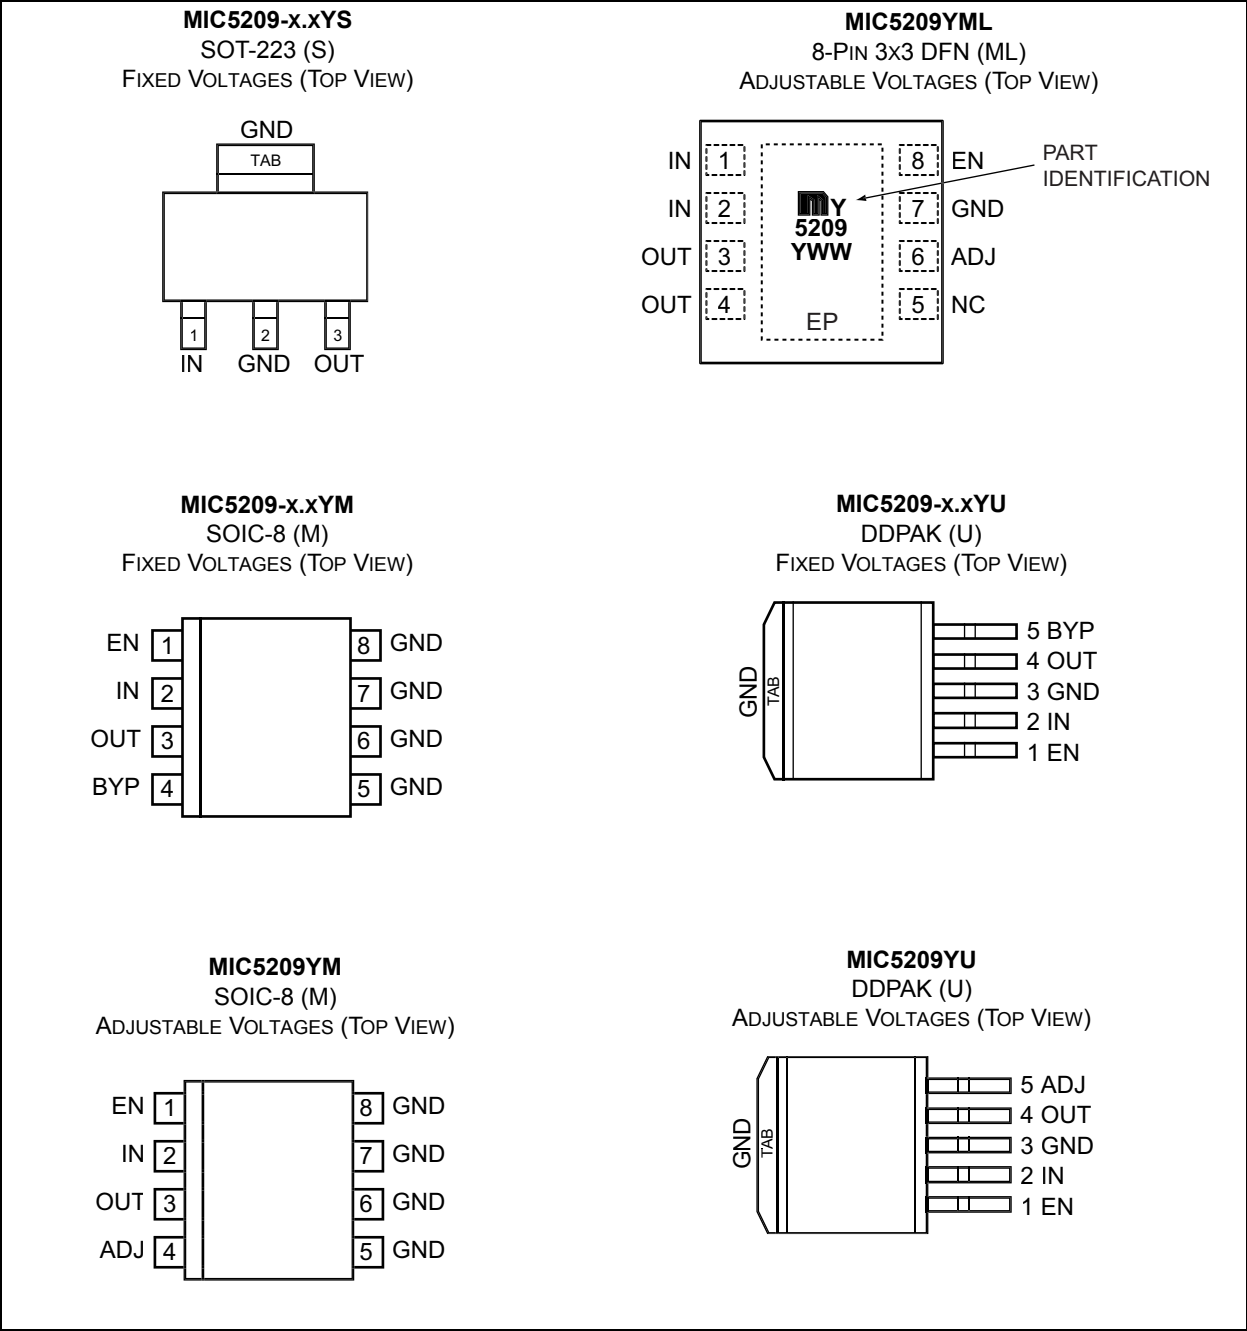 MIC5209-x.xYS
SOT-223 (S)
FIXED VOLTAGES (TOP VIEW)
GND
TAB
1
2
3
IN
GND
OUT
MIC5209YML
8-PIN 3X3 DFN (ML)
ADJUSTABLE VOLTAGES (TOP VIEW)
IN 1
IN 2
OUT 3
OUT 4
8 EN
7 GND
6 ADJ
5 NC
Y
5209
YWW
EP
PART
IDENTIFICATION
MIC5209-x.xYM
SOIC-8 (M)
FIXED VOLTAGES (TOP VIEW)
EN 1
IN 2
OUT 3
BYP 4
8 GND
7 GND
6 GND
5 GND
MIC5209-x.xYU
DDPAK (U)
FIXED VOLTAGES (TOP VIEW)
GND
TAB
5 BYP
4 OUT
3 GND
2 IN
1 EN
MIC5209YM
SOIC-8 (M)
ADJUSTABLE VOLTAGES (TOP VIEW)
EN 1
IN 2
OUT 3
ADJ 4
8 GND
7 GND
6 GND
5 GND
MIC5209YU
DDPAK (U)
ADJUSTABLE VOLTAGES (TOP VIEW)
GND
TAB
5 ADJ
4 OUT
3 GND
2 IN
1 EN